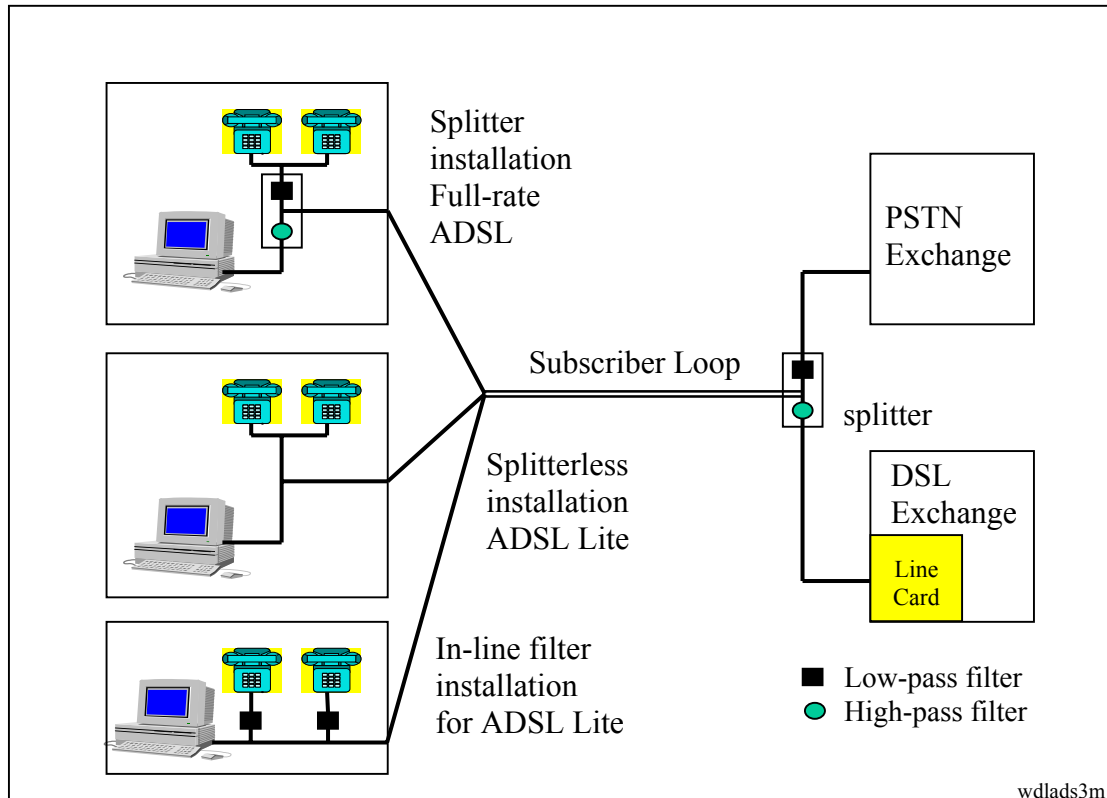 Splitter
installation
Full-rate
ADSL
PSTN
Exchange
Subscriber Loop
splitter
Splitterless
installation
ADSL Lite
DSL
Exchange
Line
Card
In-line filter
installation
for ADSL Lite
Low-pass filter
High-pass filter
wdlads3m